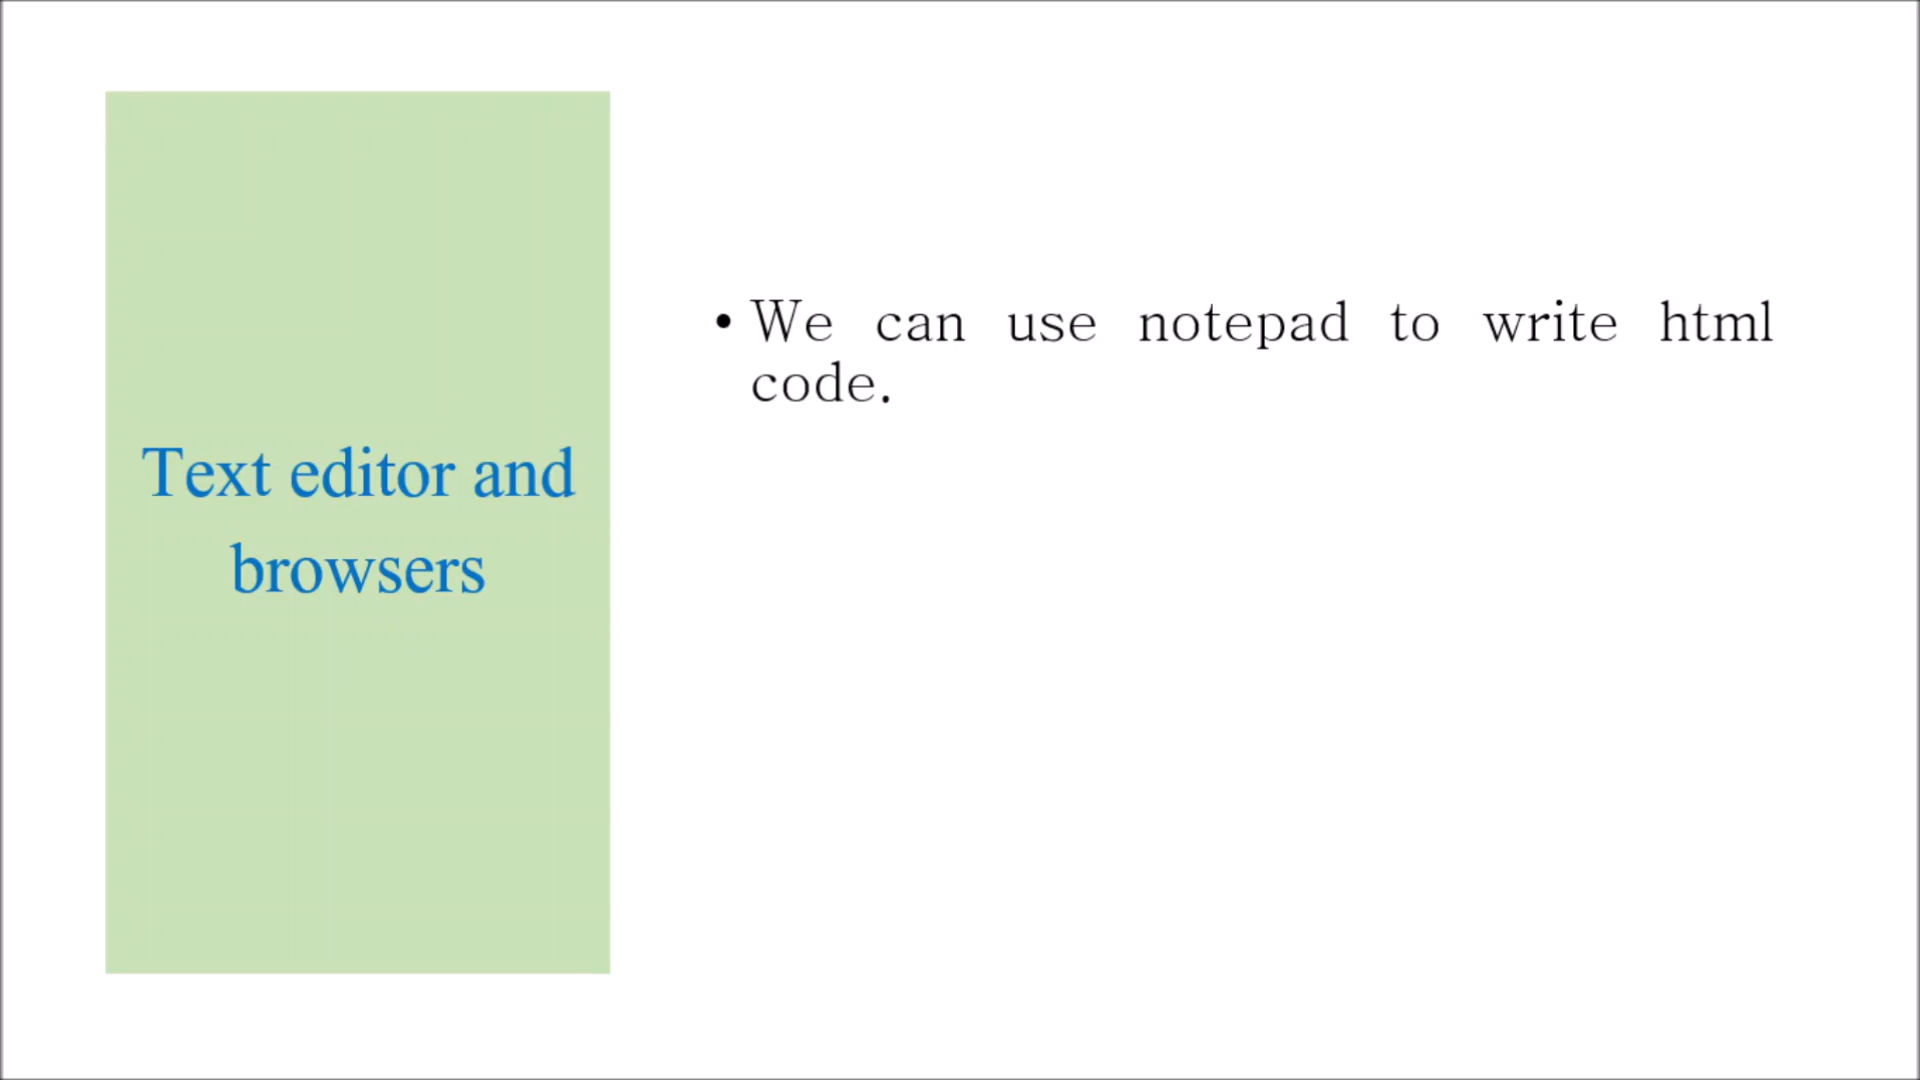 Text editor and
browsers
• We can use notepad to write html
code.